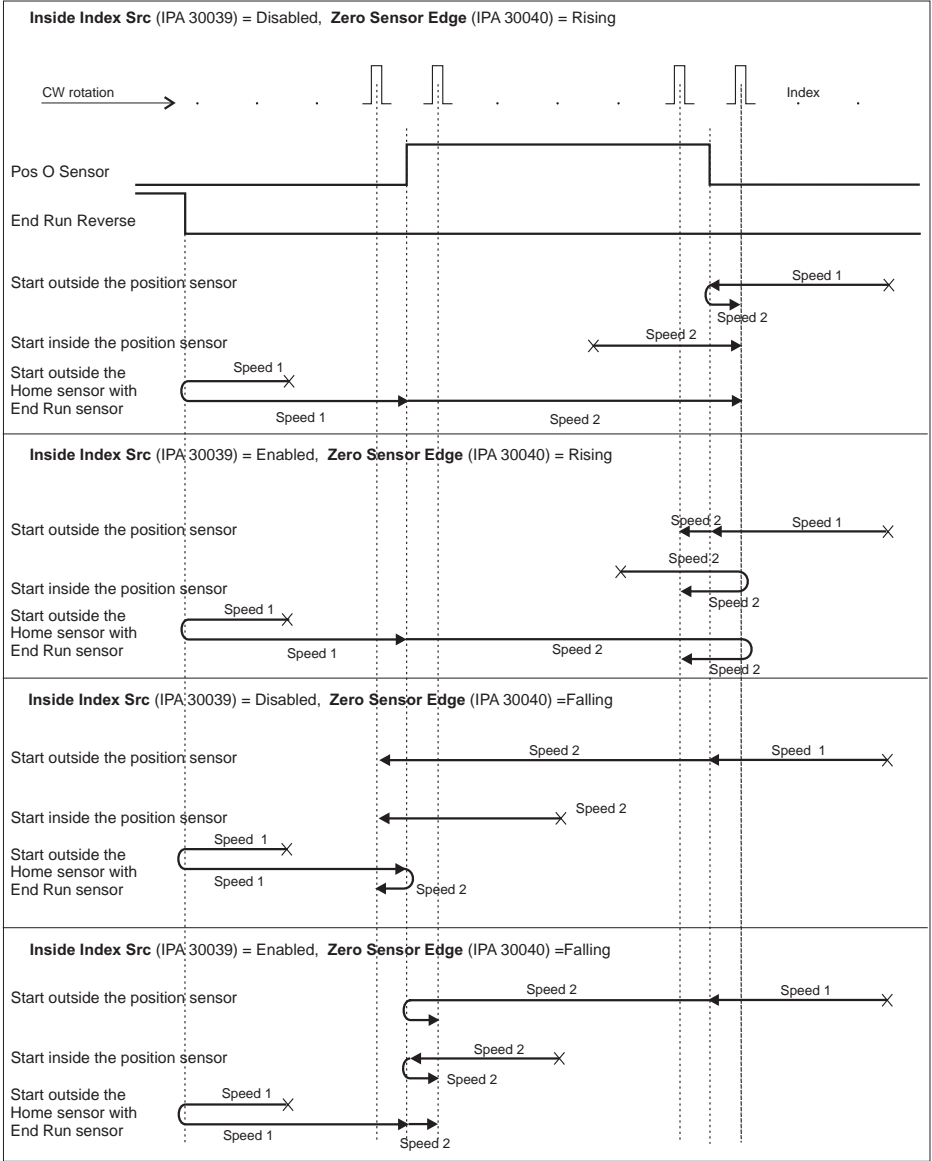 Inside Index Src (IPA 30039) = Disabled, Zero Sensor Edge (IPA 30040) = Rising
CW rotation
Index
Pos O Sensor
End Run Reverse
Start outside the position sensor
Speed 1
Speed 2
Start inside the position sensor
Speed 2
Start outside the
Home sensor with
End Run sensor
Speed 1
Speed 1
Speed 2
Inside Index Src (IPA 30039) = Enabled, Zero Sensor Edge (IPA 30040) = Rising
Start outside the position sensor
Speed 2
Speed 1
Start inside the position sensor
Speed 2
Speed 2
Start outside the
Home sensor with
End Run sensor
Speed 1
Speed 1
Speed 2
Speed 2
Inside Index Src (IPA 30039) = Disabled, Zero Sensor Edge (IPA 30040) =Falling
Start outside the position sensor
Speed 2
Speed 1
Start inside the position sensor
Speed 2
Start outside the
Home sensor with
End Run sensor
Speed 1
Speed 1
Speed 2
Inside Index Src (IPA 30039) = Enabled, Zero Sensor Edge (IPA 30040) =Falling
Start outside the position sensor
Speed 2
Speed 1
Start inside the position sensor
Speed 2
Speed 2
Start outside the
Home sensor with
End Run sensor
Speed 1
Speed 1
Speed 2